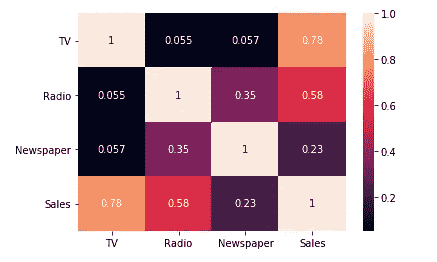 1.0
TV 1 0.055 0.057 0.78
0.8
Radio 0.055 1 0.35 0.58
0.6
0.4
Newspaper 0.057 0.35 1 0.23
0.2
Sales 0.78 0.58 0.23 1
TV Radio Newspaper Sales